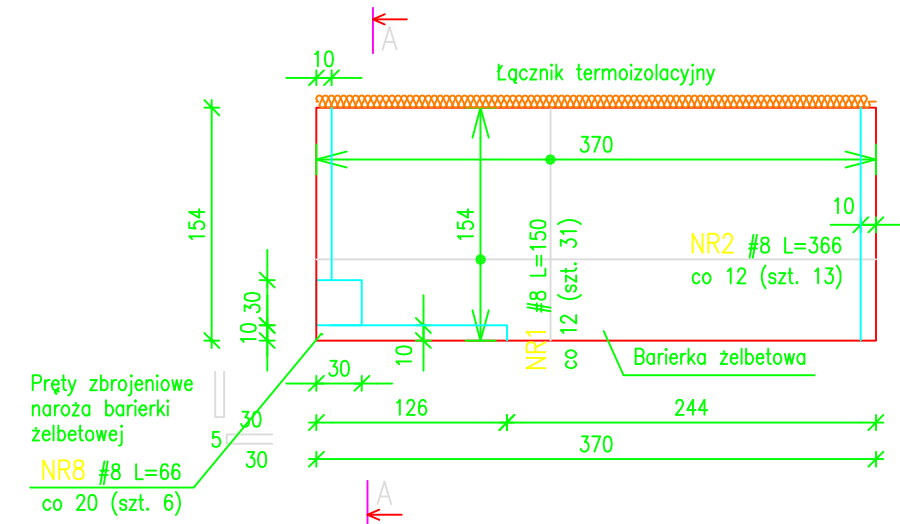 A
10
Łącznik termoizolacyjny
370
154
154
10
NR1 #8 L=150
co 12 (szt. 31)
NR2 #8 L=366
co 12 (szt. 13)
30
10
10
30
Barierka żelbetowa
Pręty zbrojeniowe
naroża barierki
żelbetowej
126
244
30
5
30
370
NR8 #8 L=66
co 20 (szt. 6)
A